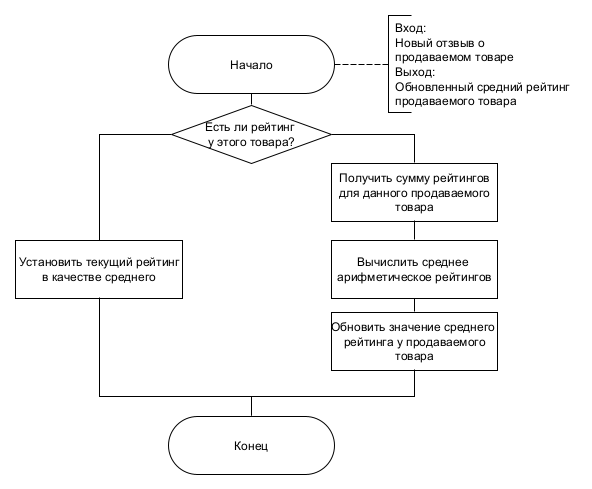 Вход:
Новый отзвыв о
продаваемом товаре
Выход:
Обновленный средний рейтинг
продаваемого товара
Начало
Есть ли рейтинг
у этого товара?
Получить сумму рейтингов
для данного продаваемого
товара
Установить текущий рейтинг
в качестве среднего
Вычислить среднее
арифметическое рейтингов
Обновить значение среднего
рейтинга у продаваемого
товара
Конец